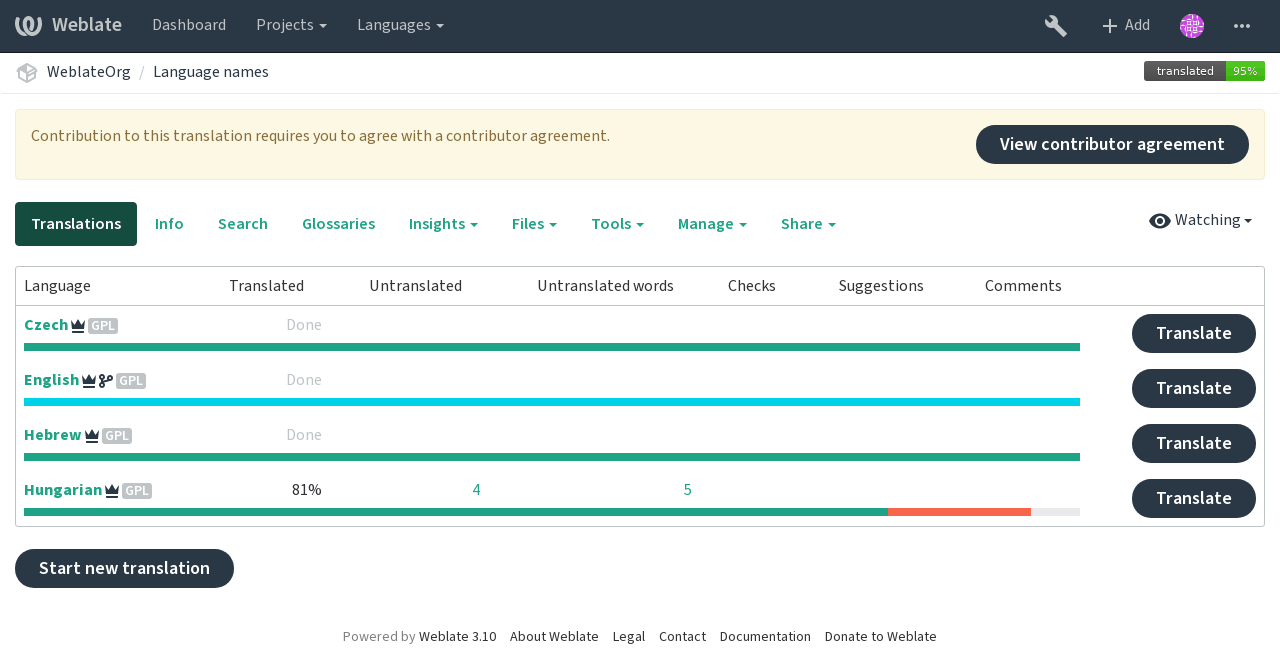 Weblate Dashboard Projects Languages Add
WeblateOrg / Language names translated 95%
Contribution to this translation requires you to agree with a contributor agreement. View contributor agreement
Translations Info Search Glossaries Insights Files Tools Manage Share Watching
Language Translated Untranslated Untranslated words Checks Suggestions Comments
Czech GPL Done Translate
English GPL Done Translate
Hebrew GPL Done Translate
Hungarian GPL 81% 4 5 Translate
Start new translation
Powered by Weblate 3.10 About Weblate Legal Contact Documentation Donate to Weblate